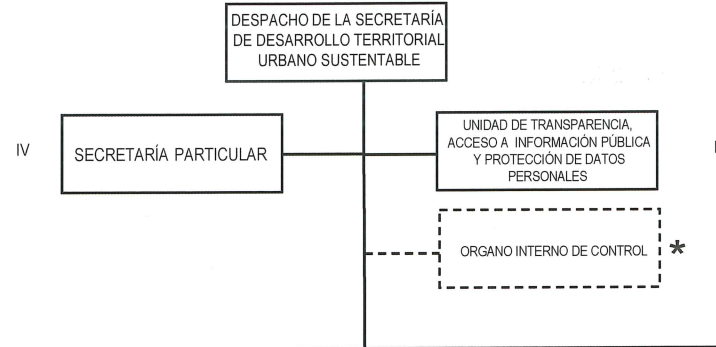 DESPACHO DE LA SECRETARÍA
DE DESARROLLO TERRITORIAL
URBANO SUSTENTABLE
IV
SECRETARÍA PARTICULAR
UNIDAD DE TRANSPARENCIA,
ACCESO A INFORMACIÓN PÚBLICA
Y PROTECCIÓN DE DATOS
PERSONALES
ORGANO INTERNO DE CONTROL
*